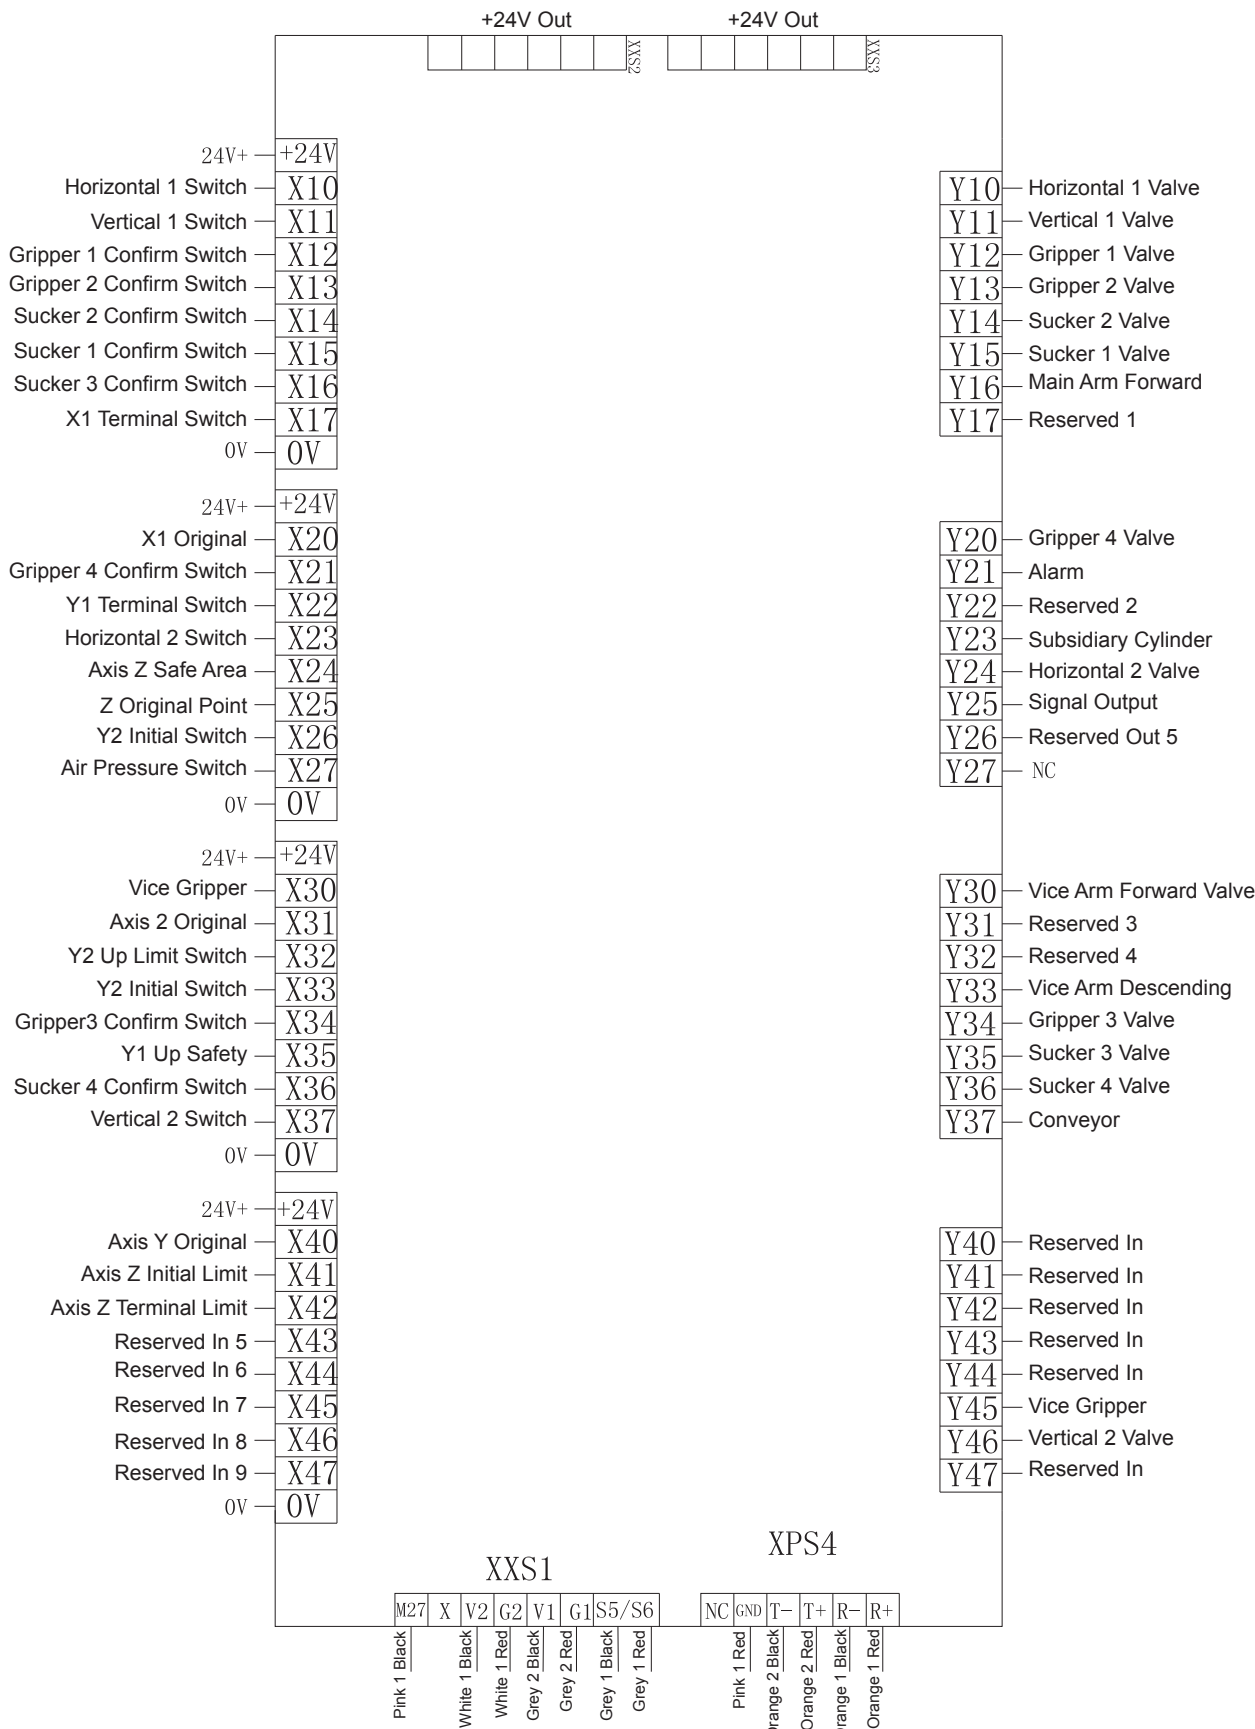 +24V Out +24V Out
XXS2 XXS3
24V+ +24V
Horizontal 1 Switch X10 Y10 Horizontal 1 Valve
Vertical 1 Switch X11 Y11 Vertical 1 Valve
Gripper 1 Confirm Switch X12 Y12 Gripper 1 Valve
Gripper 2 Confirm Switch X13 Y13 Gripper 2 Valve
Sucker 2 Confirm Switch X14 Y14 Sucker 2 Valve
Sucker 1 Confirm Switch X15 Y15 Sucker 1 Valve
Sucker 3 Confirm Switch X16 Y16 Main Arm Forward
X1 Terminal Switch X17 Y17 Reserved 1
0V 0V
24V+ +24V
X1 Original X20 Y20 Gripper 4 Valve
Gripper 4 Confirm Switch X21 Y21 Alarm
Y1 Terminal Switch X22 Y22 Reserved 2
Horizontal 2 Switch X23 Y23 Subsidiary Cylinder
Axis Z Safe Area X24 Y24 Horizontal 2 Valve
Z Original Point X25 Y25 Signal Output
Y2 Initial Switch X26 Y26 Reserved Out 5
Air Pressure Switch X27 Y27 NC
0V 0V
24V+ +24V
Vice Gripper X30 Y30 Vice Arm Forward Valve
Axis 2 Original X31 Y31 Reserved 3
Y2 Up Limit Switch X32 Y32 Reserved 4
Y2 Initial Switch X33 Y33 Vice Arm Descending
Gripper3 Confirm Switch X34 Y34 Gripper 3 Valve
Y1 Up Safety X35 Y35 Sucker 3 Valve
Sucker 4 Confirm Switch X36 Y36 Sucker 4 Valve
Vertical 2 Switch X37 Y37 Conveyor
0V 0V
24V+ +24V
Axis Y Original X40 Y40 Reserved In
Axis Z Initial Limit X41 Y41 Reserved In
Axis Z Terminal Limit X42 Y42 Reserved In
Reserved In 5 X43 Y43 Reserved In
Reserved In 6 X44 Y44 Reserved In
Reserved In 7 X45 Y45 Vice Gripper
Reserved In 8 X46 Y46 Vertical 2 Valve
Reserved In 9 X47 Y47 Reserved In
0V 0V
XXS1 XPS4
M27 X V2 G2 V1 G1 S5/S6 NC GND T- T+ R- R+
Pink 1 Black
White 1 Black
White 1 Red
Grey 2 Black
Grey 2 Red
Grey 1 Black
Grey 1 Red
Pink 1 Red
Orange 2 Black
Orange 2 Red
Orange 1 Black
Orange 1 Red